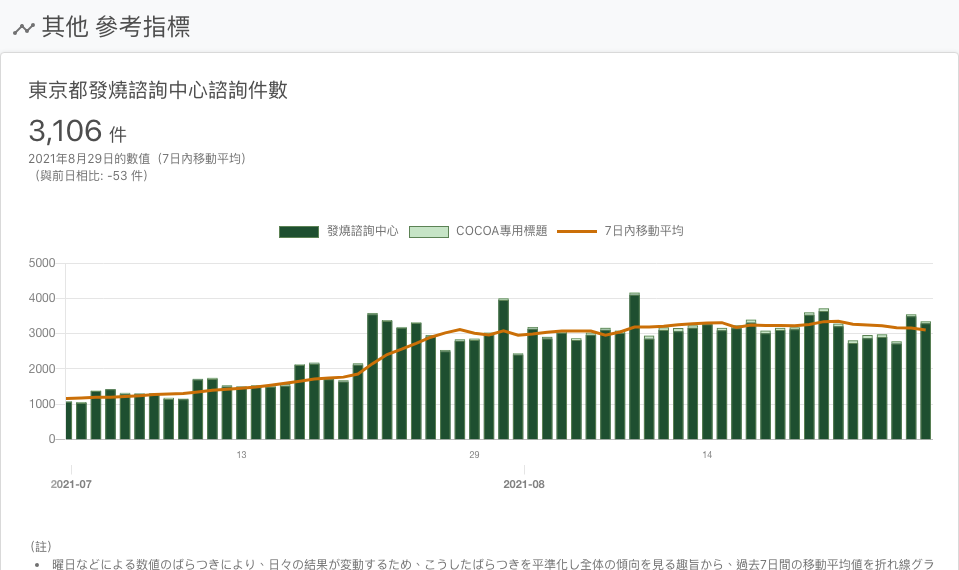 其他 參考指標
東京都發燒諮詢中心諮詢件數
3,106 件
2021年8月29日的數值（7日內移動平均）
（與前日相比: -53 件）
發燒諮詢中心 COCOA專用標題 7日內移動平均
5000
4000
3000
2000
1000
0
13 29 14
2021-07 2021-08
（註）
• 曜日などによる数値のばらつきにより、日々の結果が変動するため、こうしたばらつきを平準化し全体の傾向を見る趣旨から、過去7日間の移動平均値を折れ線グラ